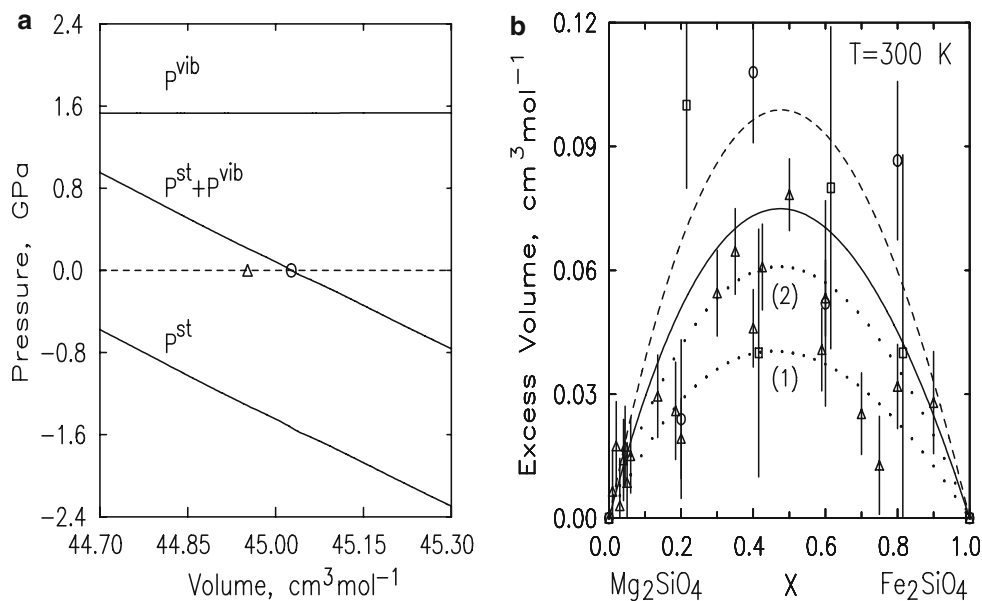 a
2.4
1.6
0.8
0.0
−0.8
−1.6
−2.4
Pressure, GPa
P^vib
P^st+P^vib
P^st
44.70 44.85 45.00 45.15 45.30
Volume, cm^3mol^−1
b
T=300 K
0.12
0.09
0.06
0.03
0.00
Excess Volume, cm^3mol^−1
(2)
(1)
0.0 0.2 0.4 0.6 0.8 1.0
Mg2SiO4 X Fe2SiO4